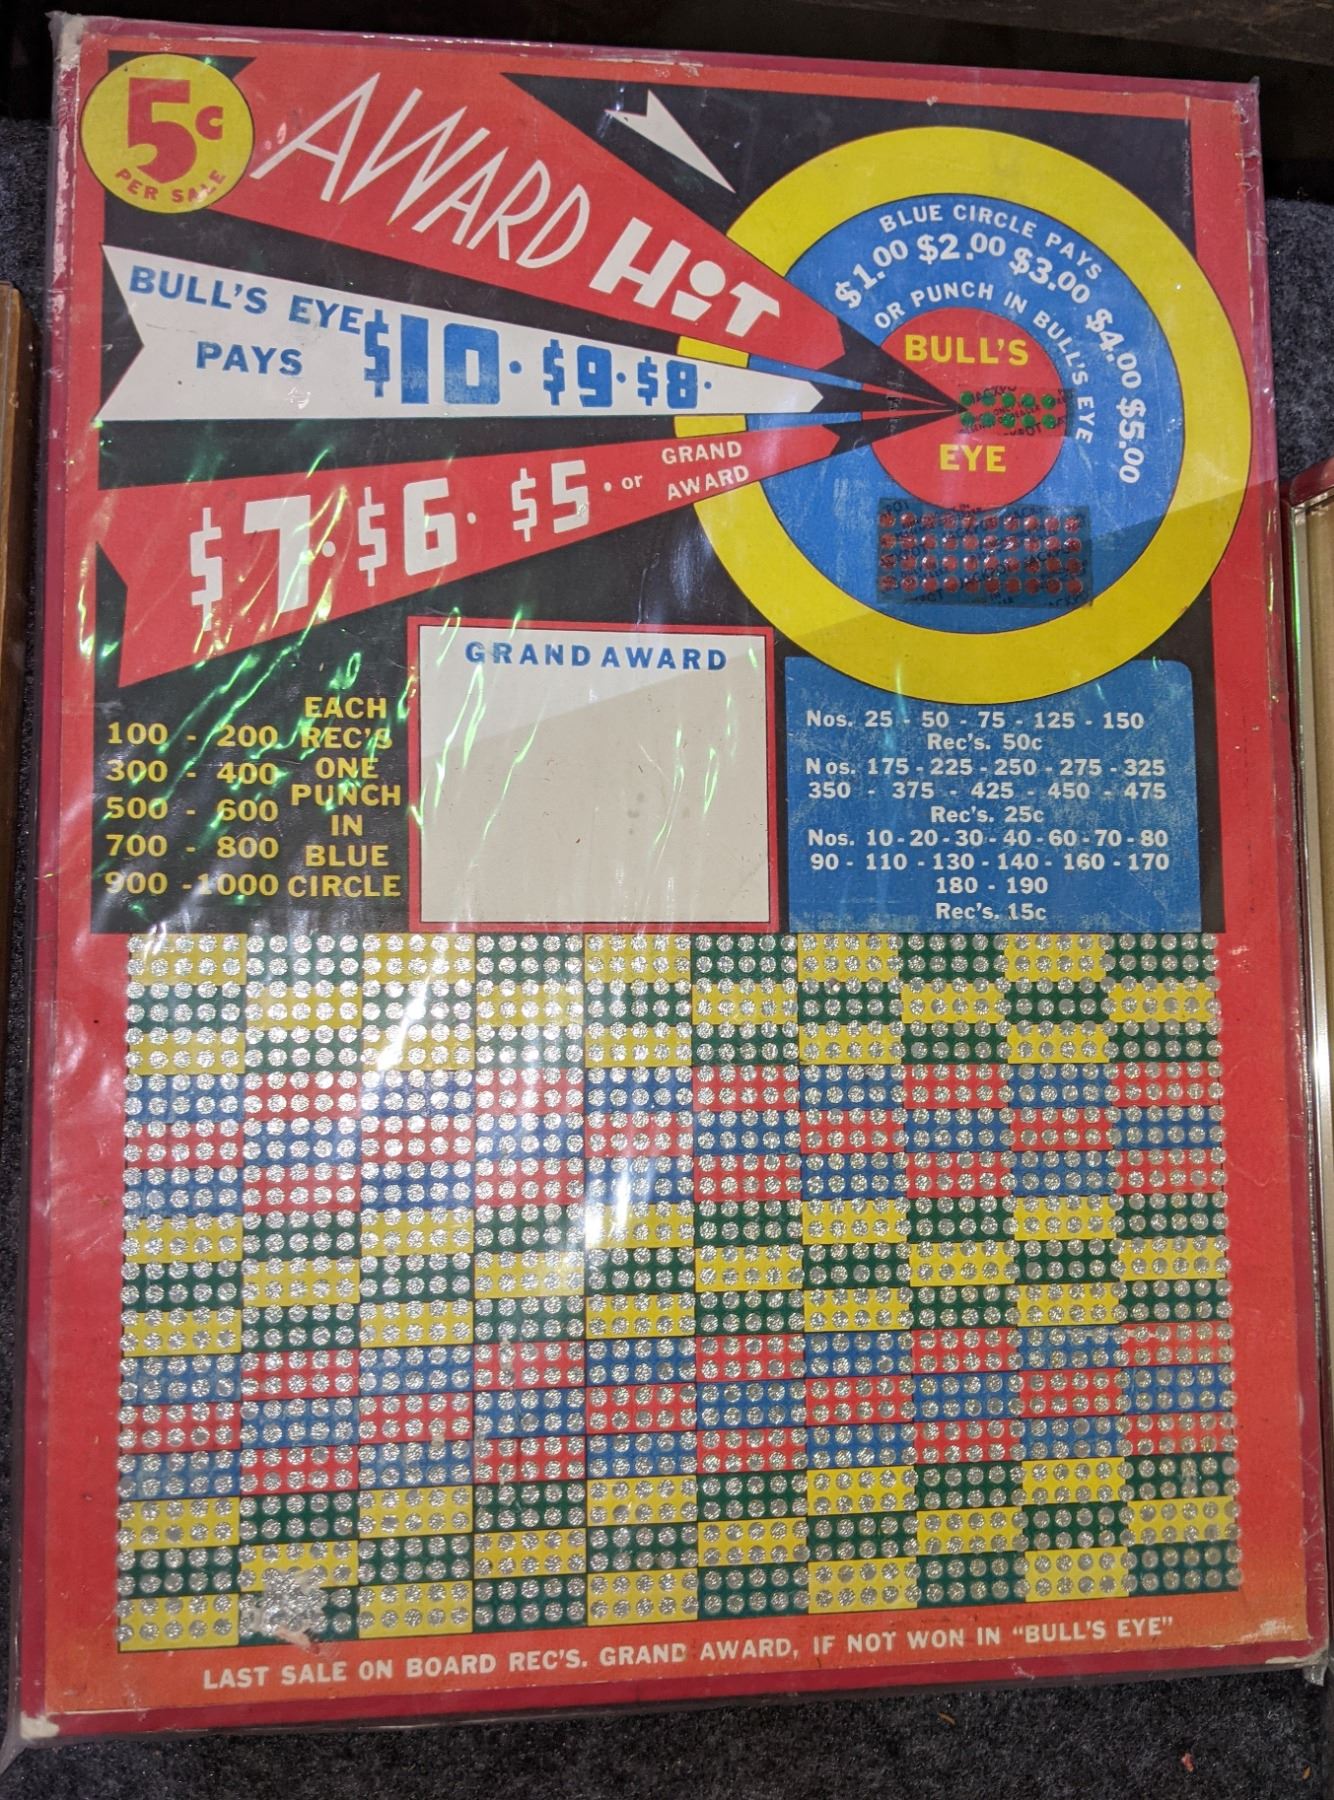 5c
PER SALE
AWARD HiT
BULL'S EYE
PAYS $10 · $9 · $8 ·
$7 · $6 · $5 · or GRAND AWARD
BLUE CIRCLE PAYS
$1.00 $2.00 $3.00 $4.00 $5.00
OR PUNCH IN BULL'S EYE
BULL'S
EYE
JACKPOT
GRAND AWARD
EACH
100 - 200 REC'S
300 - 400 ONE
PUNCH
500 - 600 IN
700 - 800 BLUE
900 - 1000 CIRCLE
Nos. 25 - 50 - 75 - 125 - 150
Rec's. 50c
Nos. 175 - 225 - 250 - 275 - 325
350 - 375 - 425 - 450 - 475
Rec's. 25c
Nos. 10 - 20 - 30 - 40 - 60 - 70 - 80
90 - 110 - 130 - 140 - 160 - 170
180 - 190
Rec's. 15c
LAST SALE ON BOARD REC'S. GRAND AWARD, IF NOT WON IN "BULL'S EYE"